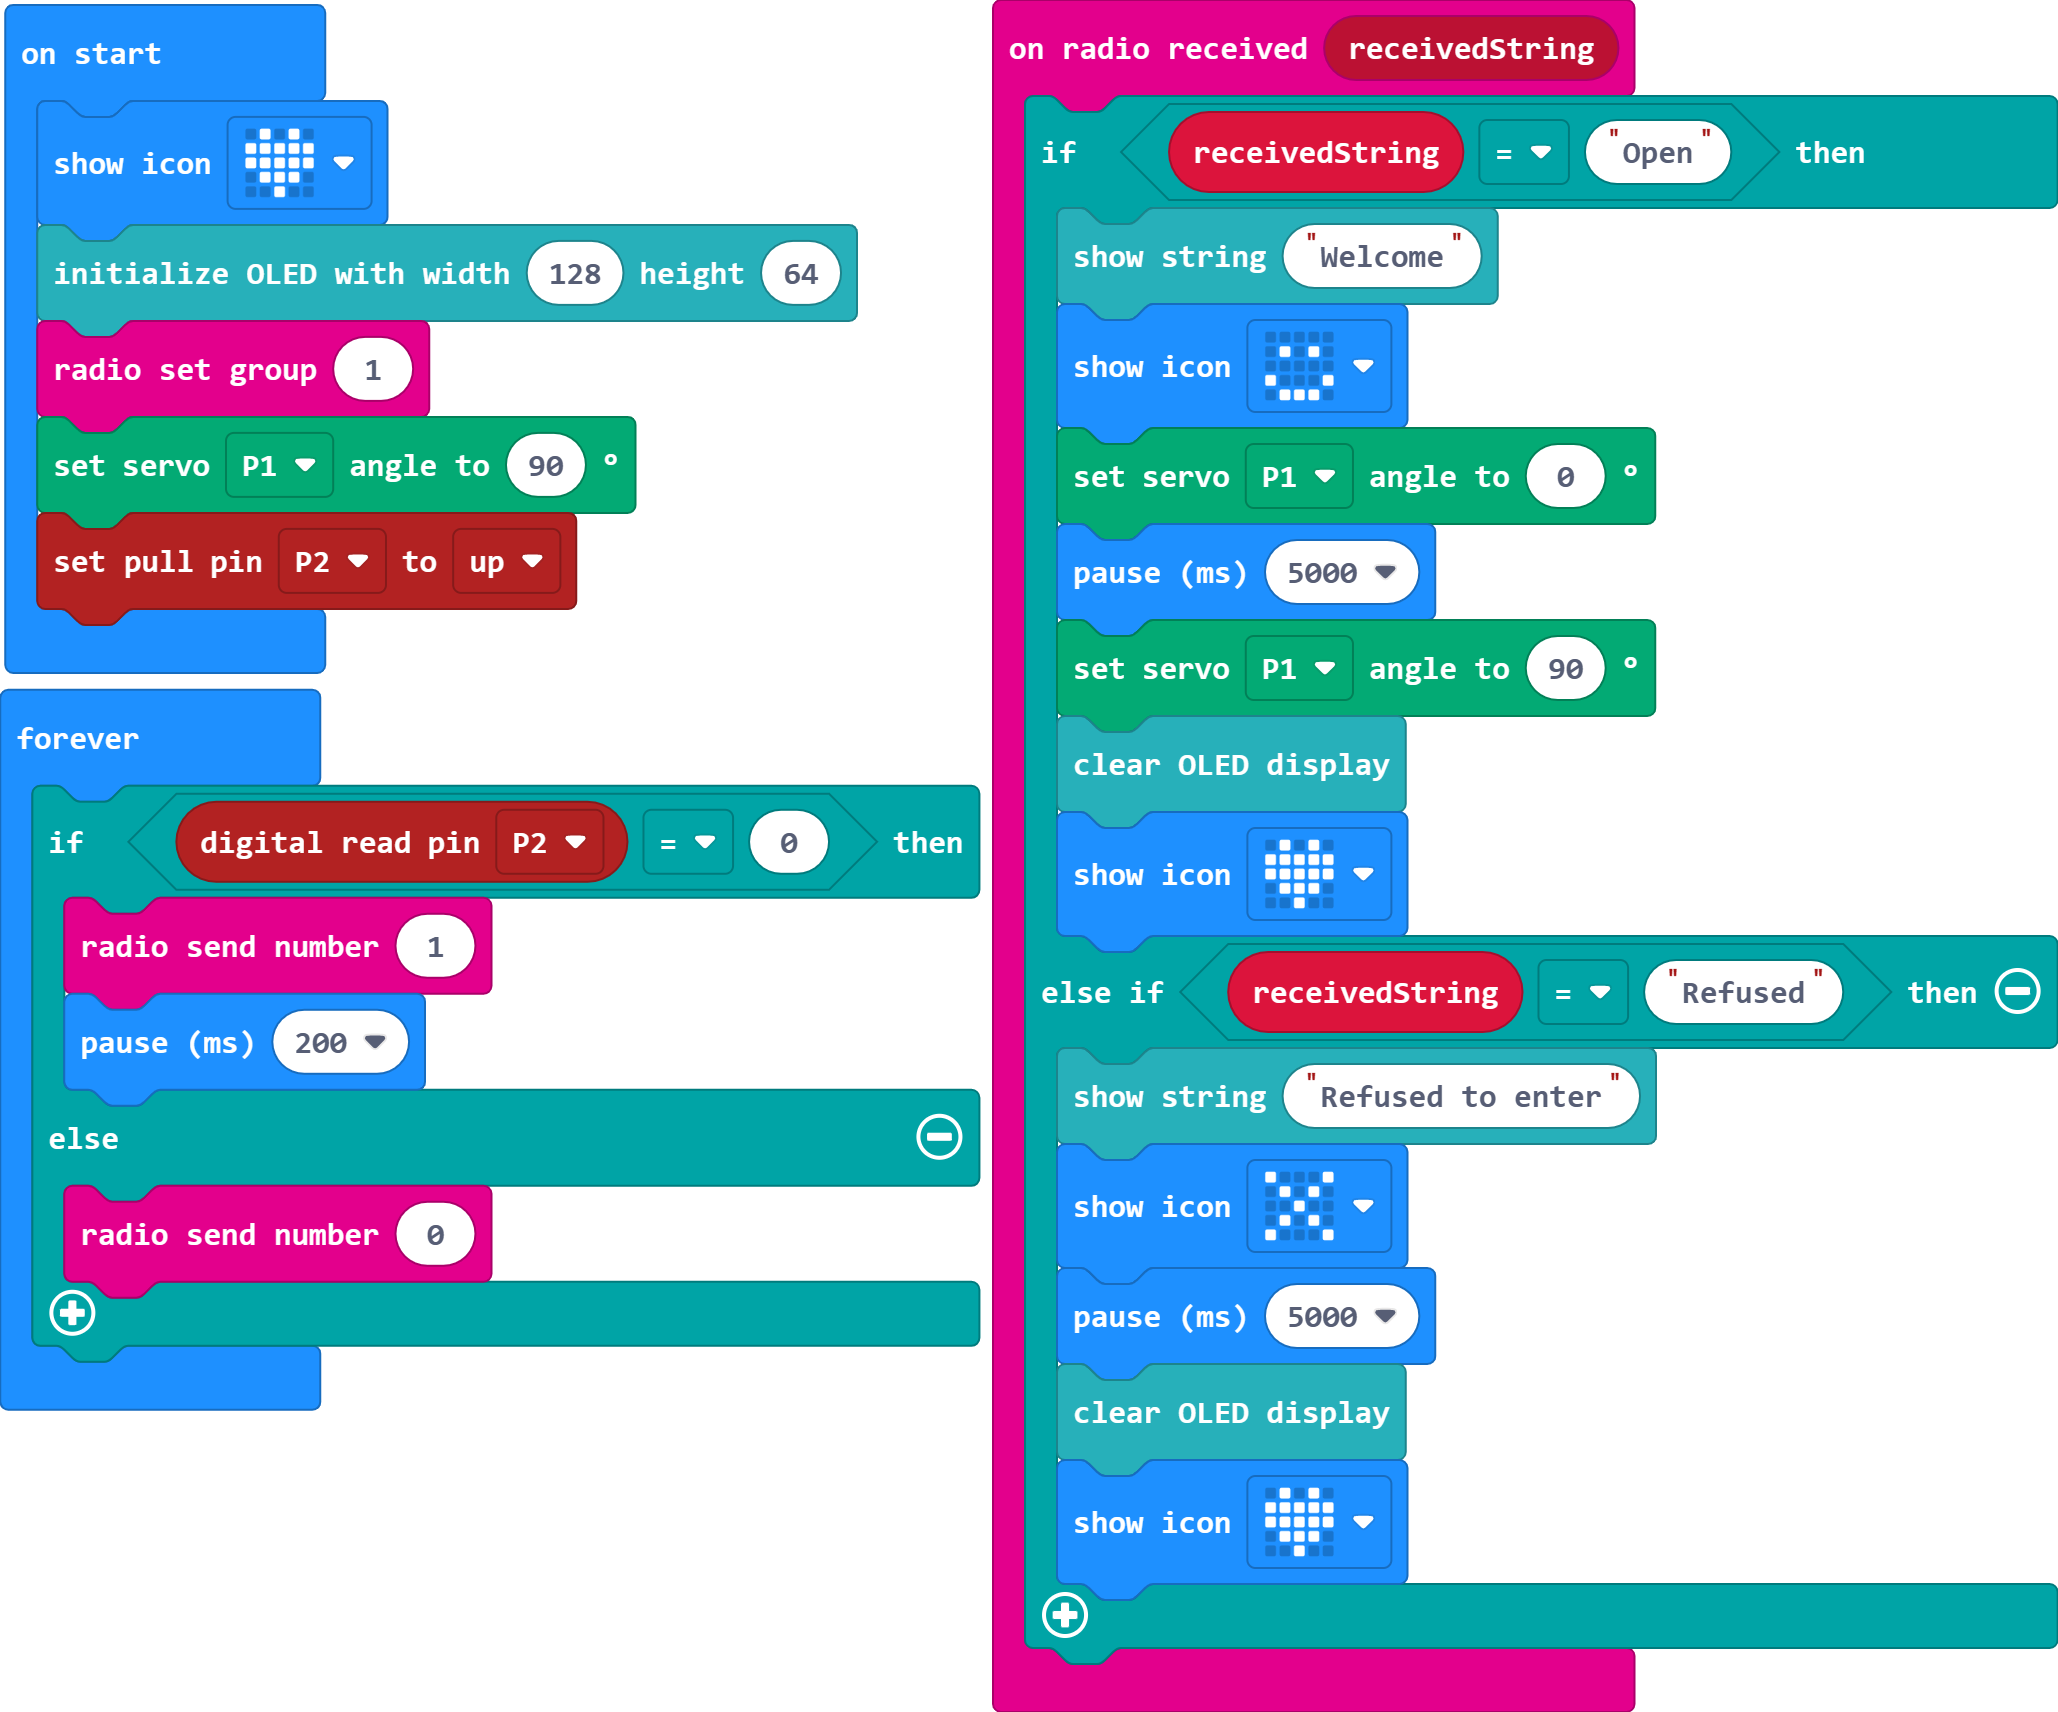 on start
show icon
initialize OLED with width 128 height 64
radio set group 1
set servo P1 angle to 90 °
set pull pin P2 to up
forever
if digital read pin P2 = 0 then
radio send number 1
pause (ms) 200
else
radio send number 0
on radio received receivedString
if receivedString = "Open" then
show string "Welcome"
show icon
set servo P1 angle to 0 °
pause (ms) 5000
set servo P1 angle to 90 °
clear OLED display
show icon
else if receivedString = "Refused" then
show string "Refused to enter"
show icon
pause (ms) 5000
clear OLED display
show icon